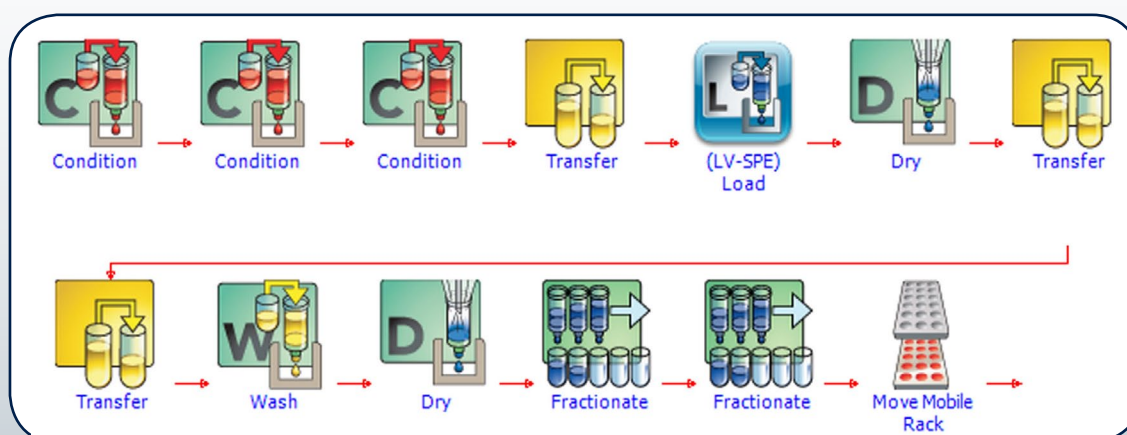 C
C
C
L
D
Condition
Condition
Condition
Transfer
(LV-SPE)
Load
Dry
Transfer
W
D
Transfer
Wash
Dry
Fractionate
Fractionate
Move Mobile
Rack